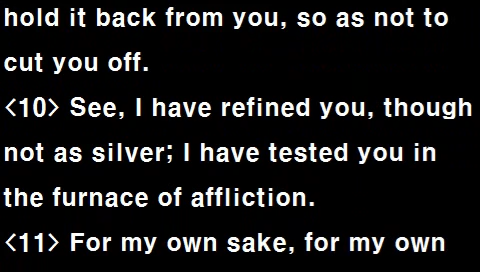 hold it back from you, so as not to
cut you off.
<10> See, I have refined you, though
not as silver; I have tested you in
the furnace of affliction.
<11> For my own sake, for my own